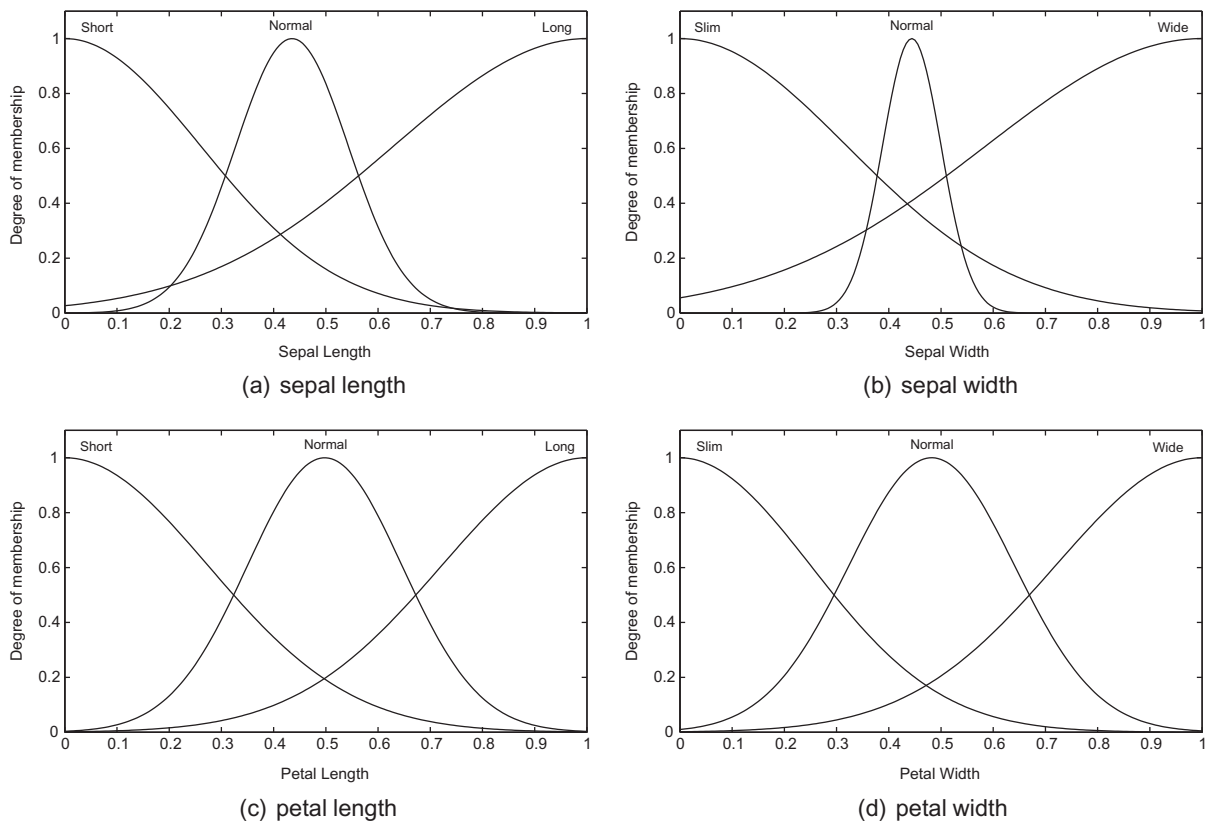 Short Normal Long
1
0.8
0.6
0.4
0.2
0
Degree of membership
0 0.1 0.2 0.3 0.4 0.5 0.6 0.7 0.8 0.9 1
Sepal Length
(a) sepal length
Slim Normal Wide
1
0.8
0.6
0.4
0.2
0
Degree of membership
0 0.1 0.2 0.3 0.4 0.5 0.6 0.7 0.8 0.9 1
Sepal Width
(b) sepal width
Short Normal Long
1
0.8
0.6
0.4
0.2
0
Degree of membership
0 0.1 0.2 0.3 0.4 0.5 0.6 0.7 0.8 0.9 1
Petal Length
(c) petal length
Slim Normal Wide
1
0.8
0.6
0.4
0.2
0
Degree of membership
0 0.1 0.2 0.3 0.4 0.5 0.6 0.7 0.8 0.9 1
Petal Width
(d) petal width